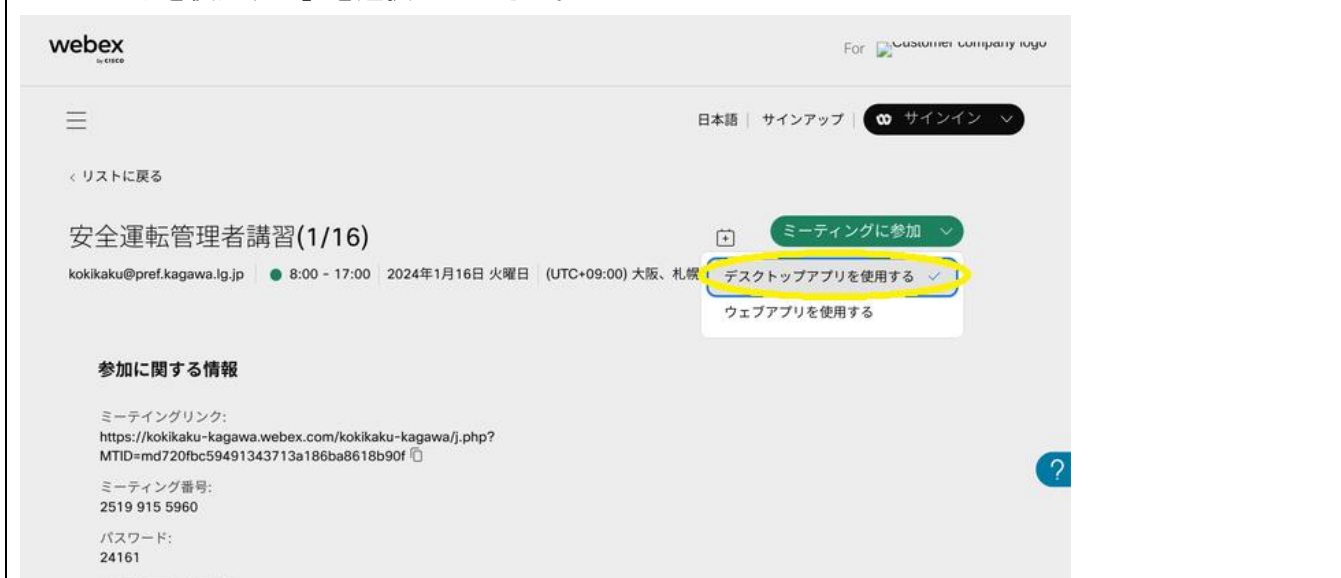 webex
by CISCO
For Customer company logo
日本語 サインアップ サインイン
リストに戻る
安全運転管理者講習(1/16)
ミーティングに参加
kokikaku@pref.kagawa.lg.jp 8:00 - 17:00 2024年1月16日 火曜日 (UTC+09:00) 大阪、札幌
デスクトップアプリを使用する
ウェブアプリを使用する
参加に関する情報
ミーテイングリンク:
https://kokikaku-kagawa.webex.com/kokikaku-kagawa/j.php?
MTID=md720fbc59491343713a186ba8618b90f
?
ミーティング番号:
2519 915 5960
パスワード:
24161